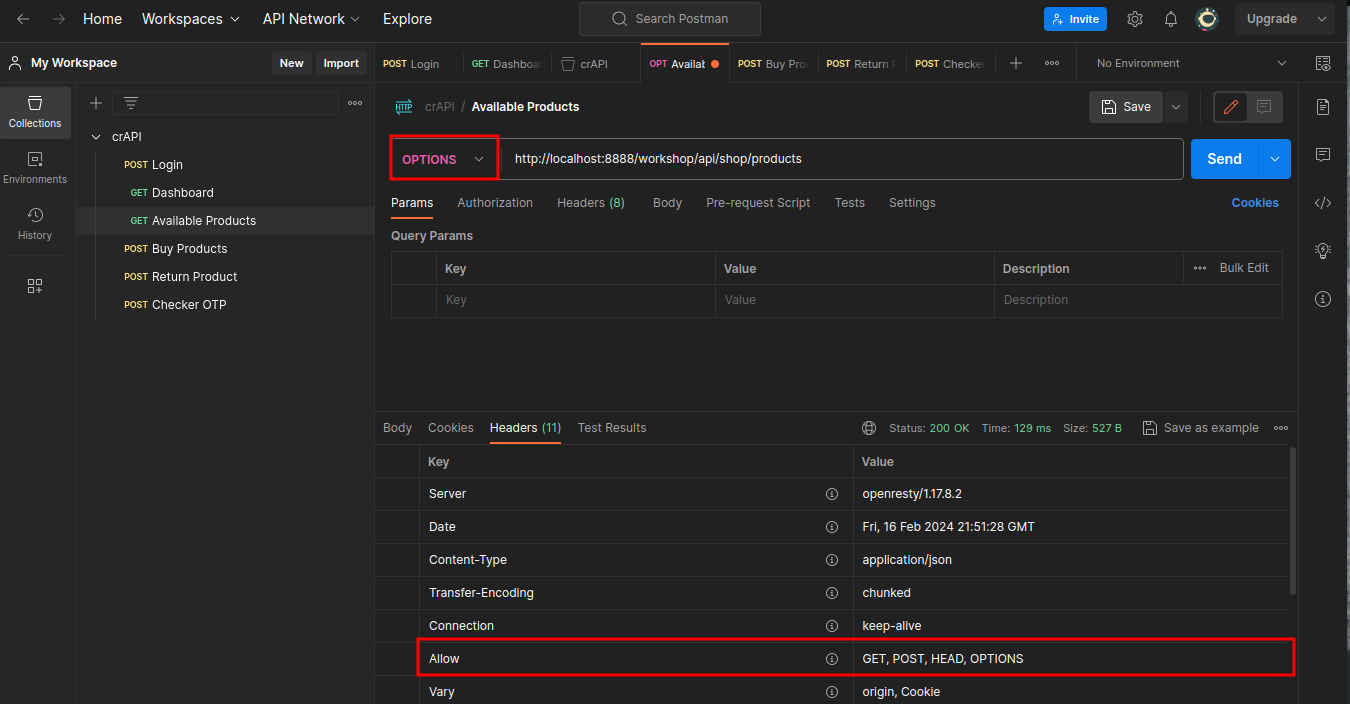 Home Workspaces API Network Explore Search Postman Invite Upgrade
My Workspace New Import POST Login GET Dashboa crAPI OPT Availab POST Buy Pro POST Return POST Checker No Environment
Collections
Environments
History
crAPI
POST Login
GET Dashboard
GET Available Products
POST Buy Products
POST Return Product
POST Checker OTP
HTTP crAPI / Available Products Save
OPTIONS http://localhost:8888/workshop/api/shop/products Send
Params Authorization Headers (8) Body Pre-request Script Tests Settings Cookies
Query Params
Key Value Description Bulk Edit
Key Value Description
Body Cookies Headers (11) Test Results Status: 200 OK Time: 129 ms Size: 527 B Save as example
Key Value
Server openresty/1.17.8.2
Date Fri, 16 Feb 2024 21:51:28 GMT
Content-Type application/json
Transfer-Encoding chunked
Connection keep-alive
Allow GET, POST, HEAD, OPTIONS
Vary origin, Cookie